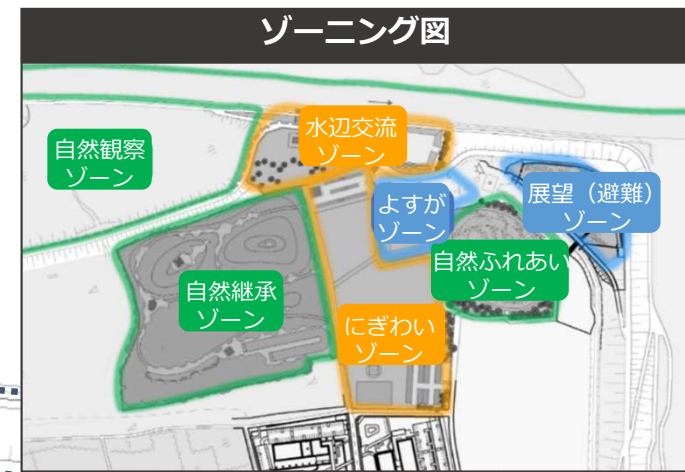 ゾーニング図
水辺交流
ゾーン
自然観察
ゾーン
よすが
ゾーン
展望（避難）
ゾーン
自然ふれあい
ゾーン
自然継承
ゾーン
にぎわい
ゾーン